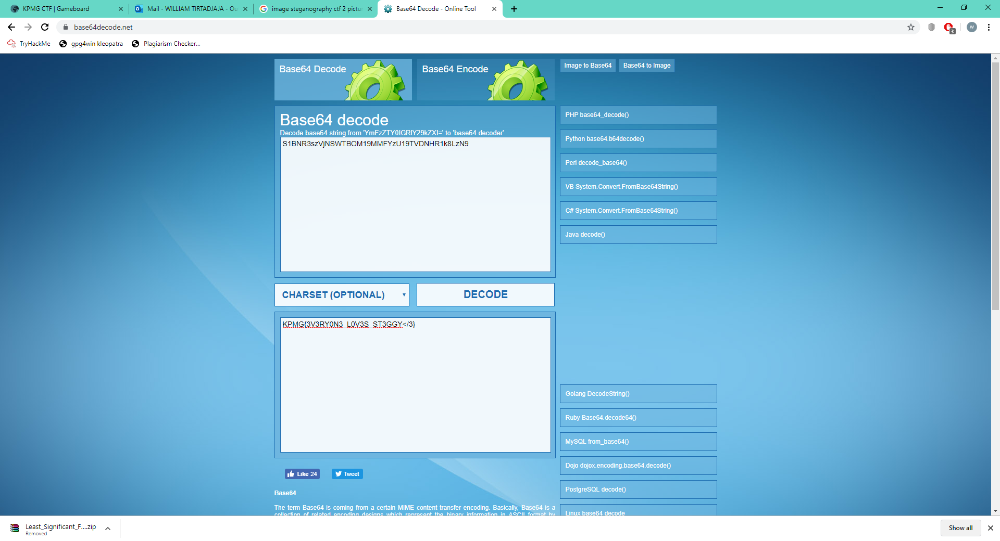 KPMG CTF | Gameboard
Mail - WILLIAM TIRTADJAJA - Ou
image steganography ctf 2 pictu
Base64 Decode - Online Tool
base64decode.net
3
W
TryHackMe
gpg4win kleopatra
Plagiarism Checker...
Base64 Decode
Base64 Encode
Image to Base64
Base64 to Image
Base64 decode
Decode base64 string from 'YmFzZTY0IGRlY29kZXI=' to 'base64 decoder'
S1BNR3szVjNSWTBOM19MMFYzU19TVDNHR1k8LzN9
CHARSET (OPTIONAL)
DECODE
KPMG{3V3RY0N3_L0V3S_ST3GGY</3}
PHP base64_decode()
Python base64.b64decode()
Perl decode_base64()
VB System.Convert.FromBase64String()
C# System.Convert.FromBase64String()
Java decode()
Golang DecodeString()
Ruby Base64.decode64()
MySQL from_base64()
Dojo dojox.encoding.base64.decode()
PostgreSQL decode()
Linux base64 decode
Like 24
Tweet
Base64
The term Base64 is coming from a certain MIME content transfer encoding. Basically, Base64 is a
collection of related encoding designs which represent the binary information in ASCII format by
Least_Significant_F....zip
Removed
Show all